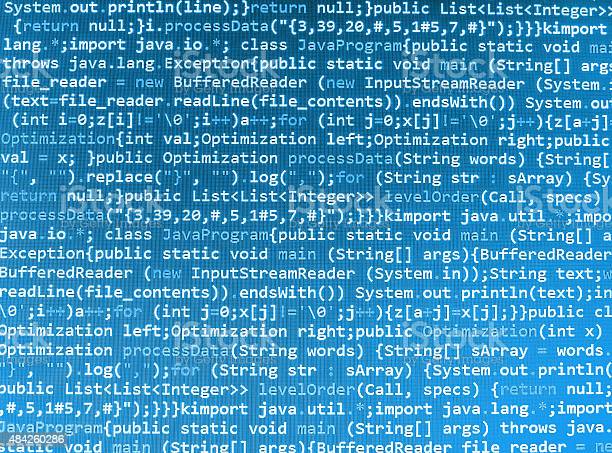 System.out.println(line);}return null;}public List<List<Integer>>
{return null;}i.processData("{3,39,20,#,5,1#5,7,#}");}}}kimport
lang.*;import java.io.*; class JavaProgram{public static void main
throws java.lang.Exception{public static void main (String[] args
file_reader = new BufferedReader (new InputStreamReader (System.i
(text=file_reader.readLine(file_contents)).endsWith()) System.ou
(int i=0;z[i]!='\0';i++)a++;for (int j=0;x[j]!='\0';j++){z[a+j]=
Optimization{int val;Optimization left;Optimization right;public
val = x; }public Optimization processData(String words) {String[]
"{", "").replace("}", "").log(",");for (String str : sArray) {Sy
return null;}public List<List<Integer>> levelOrder(Call, specs)
processData("{3,39,20,#,5,1#5,7,#}");}}}kimport java.util.*;impo
java.io.*; class JavaProgram{public static void main (String[] ar
Exception{public static void main (String[] args){BufferedReader
BufferedReader (new InputStreamReader (System.in));String text;w
readLine(file_contents)).endsWith()) System.out.println(text);in
\0';i++)a++;for (int j=0;x[j]!='\0';j++){z[a+j]=x[j];}}public cl
Optimization left;Optimization right;public Optimization(int x)
Optimization processData(String words) {String[] sArray = words.
"").log(",");for (String str : sArray) {System.out.println(
public List<List<Integer>> levelOrder(Call, specs) {return null;
,#,5,1#5,7,#}");}}}kimport java.util.*;import java.lang.*;import
JavaProgram{public static void main (String[] args) throws java.
static void main (String[] args){BufferedReader file_reader = new
iStock
484260286